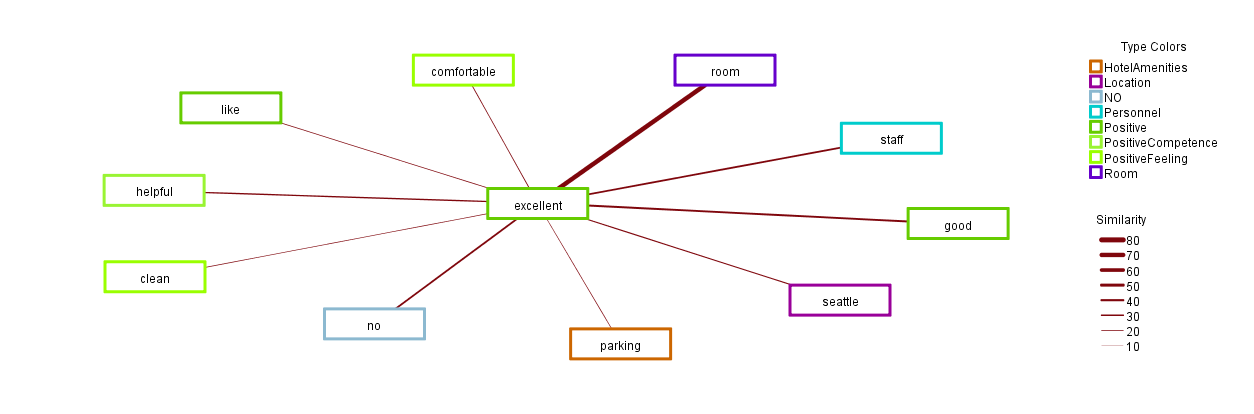 comfortable
room
like
staff
helpful
excellent
good
clean
seattle
no
parking
Type Colors
HotelAmenities
Location
NO
Personnel
Positive
PositiveCompetence
PositiveFeeling
Room
Similarity
80
70
60
50
40
30
20
10